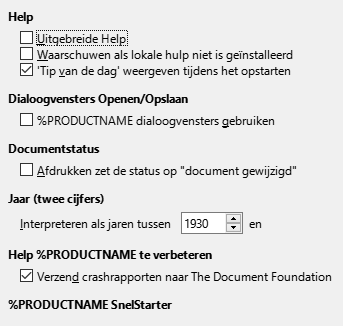 Help
Uitgebreide Help
Waarschuwen als lokale hulp niet is geïnstalleerd
'Tip van de dag' weergeven tijdens het opstarten
Dialoogvensters Openen/Opslaan
%PRODUCTNAME dialoogvensters gebruiken
Documentstatus
Afdrukken zet de status op "document gewijzigd"
Jaar (twee cijfers)
Interpreteren als jaren tussen 1930 en
Help %PRODUCTNAME te verbeteren
Verzend crashrapporten naar The Document Foundation
%PRODUCTNAME SnelStarter